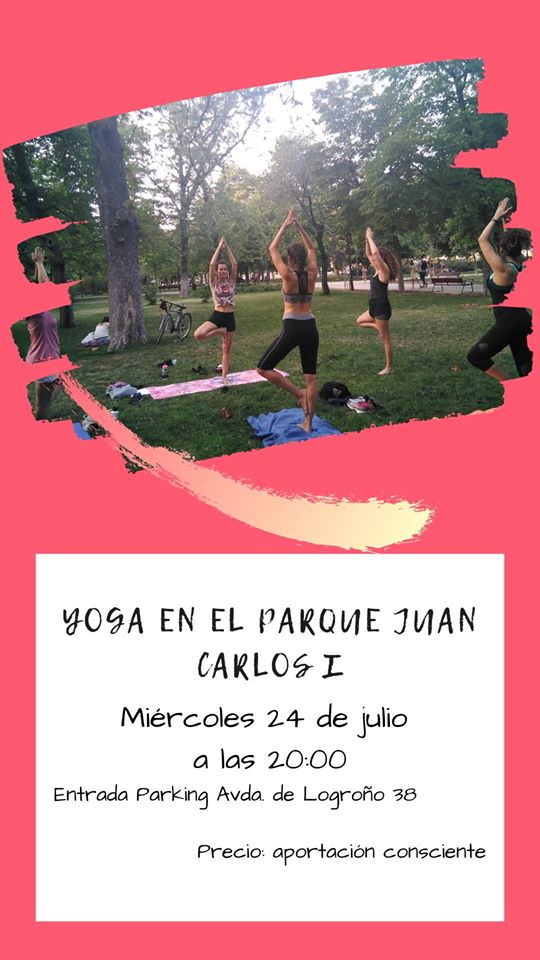 YOGA EN EL PARQUE JUAN
CARLOS I
Miércoles 24 de julio
a las 20:00
Entrada Parking Avda. de Logroño 38
Precio: aportación consciente